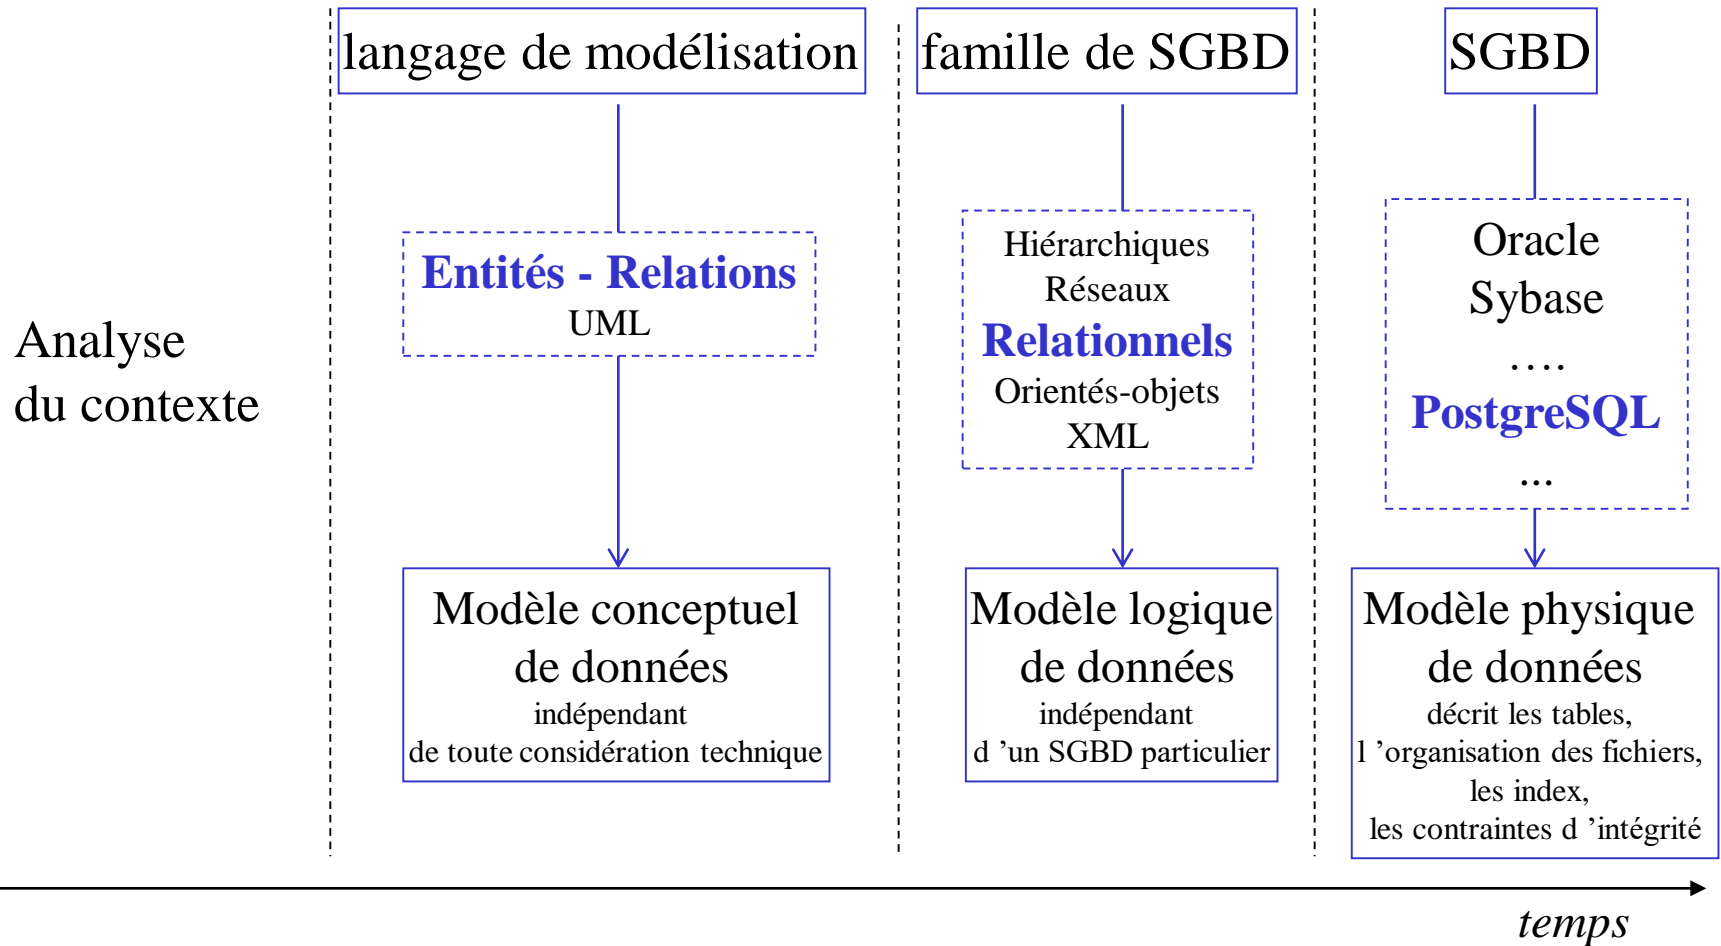 langage de modélisation
famille de SGBD
SGBD
Analyse
du contexte
Entités - Relations
UML
Hiérarchiques
Réseaux
Relationnels
Orientés-objets
XML
Oracle
Sybase
….
PostgreSQL
...
Modèle conceptuel
de données
indépendant
de toute considération technique
Modèle logique
de données
indépendant
d ’un SGBD particulier
Modèle physique
de données
décrit les tables,
l ’organisation des fichiers,
les index,
les contraintes d ’intégrité
temps